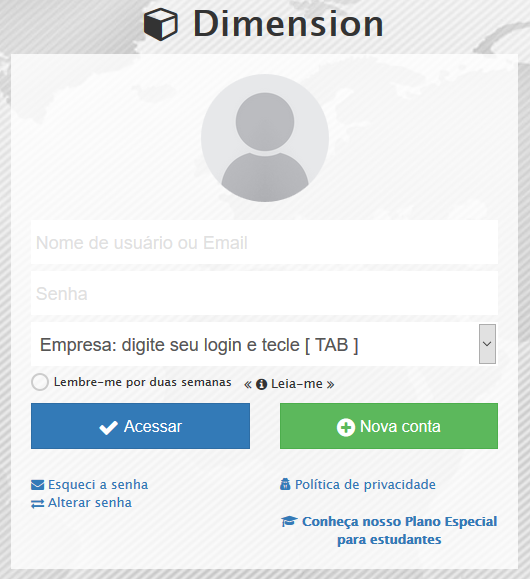 Dimension
Nome de usuário ou Email
Senha
Empresa: digite seu login e tecle [ TAB ]
Lembre-me por duas semanas « Leia-me »
Acessar Nova conta
Esqueci a senha Política de privacidade
Alterar senha
Conheça nosso Plano Especial
para estudantes